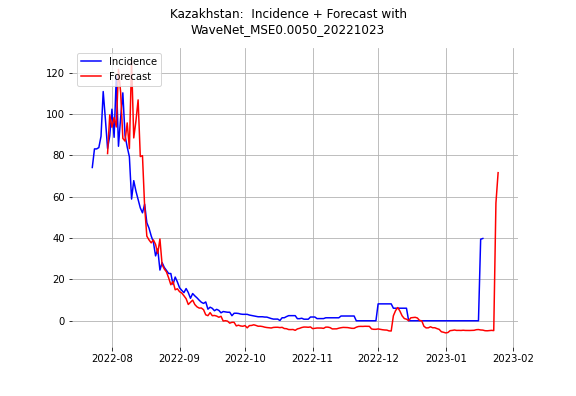 Kazakhstan:  Incidence + Forecast with
WaveNet_MSE0.0050_20221023
Incidence
Forecast
120
100
80
60
40
20
0
2022-08 2022-09 2022-10 2022-11 2022-12 2023-01 2023-02